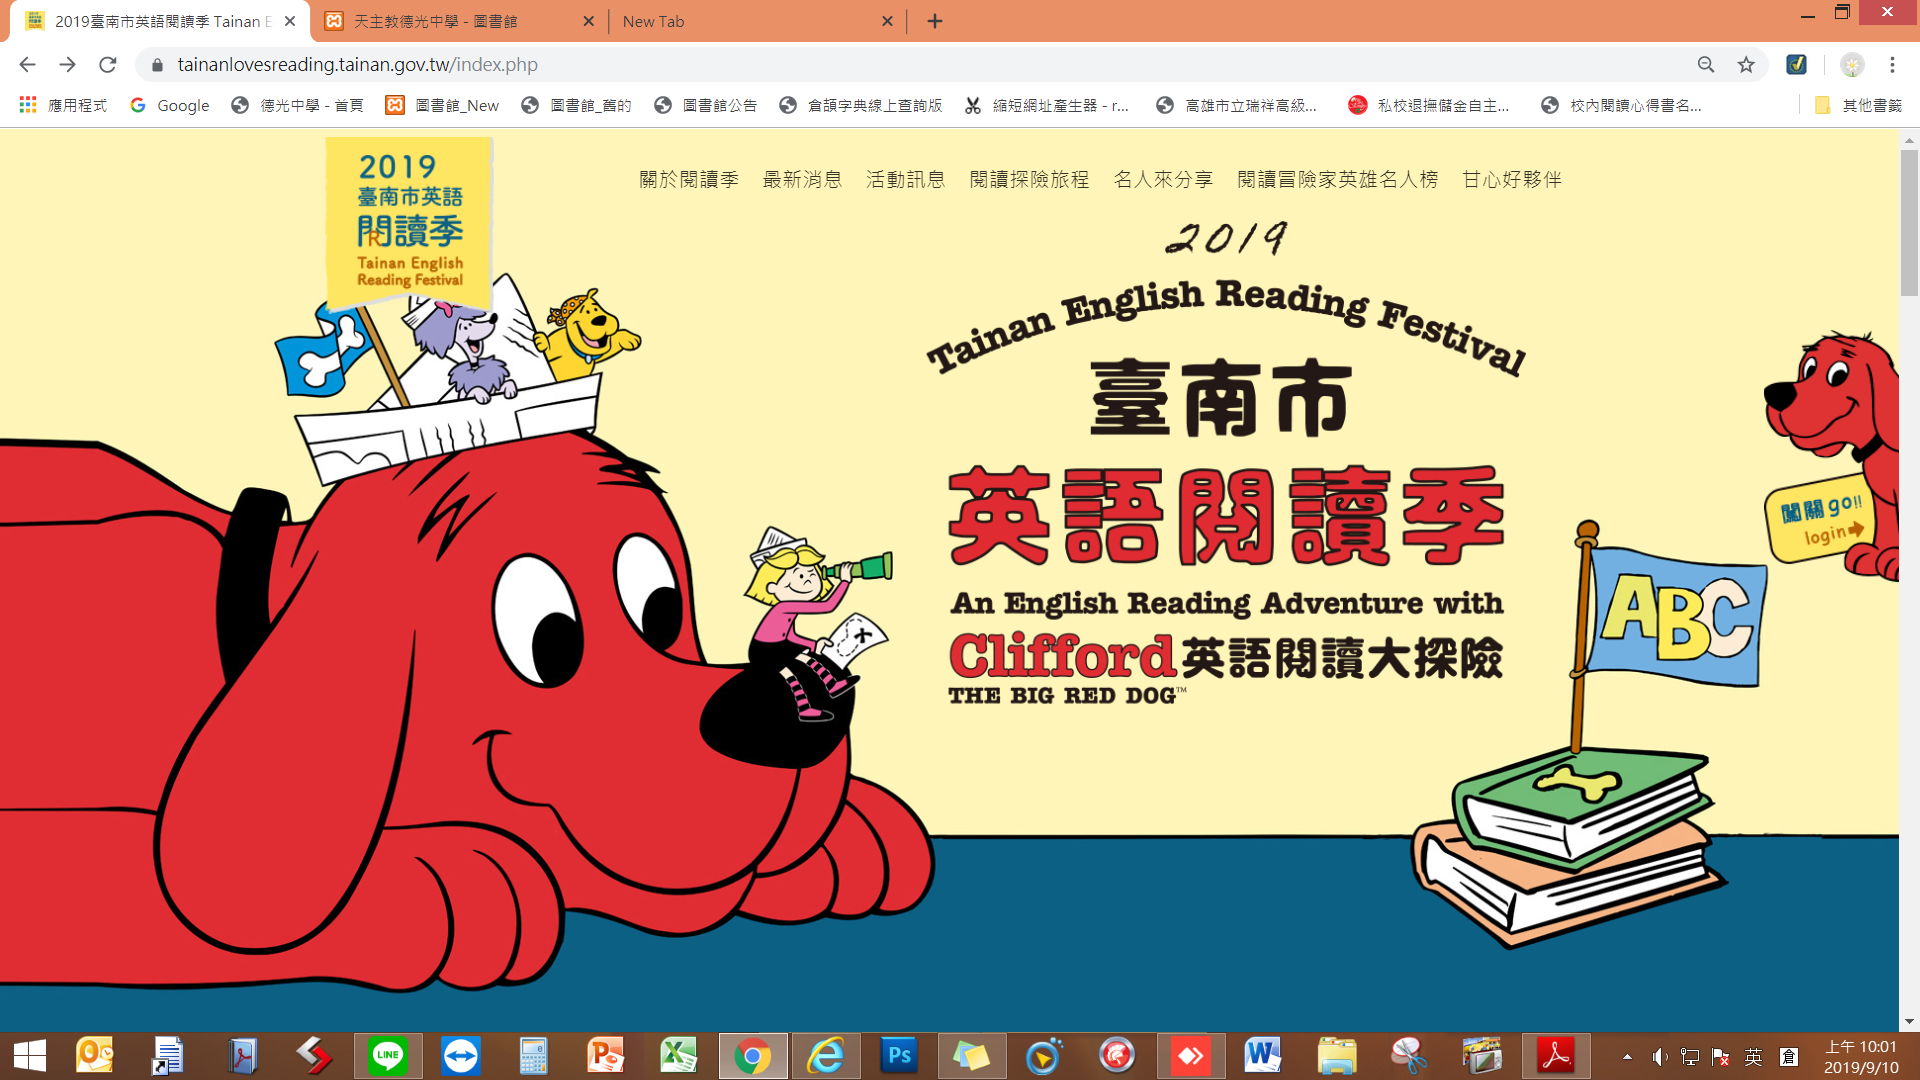 2019臺南市英語閱讀季 Tainan E
天主教德光中學 - 圖書館
New Tab
tainanlovesreading.tainan.gov.tw/index.php
應用程式
Google
德光中學 - 首頁
圖書館_New
圖書館_舊的
圖書館公告
倉頡字典線上查詢版
縮短網址產生器 - r...
高雄市立瑞祥高級...
私校退撫儲金自主...
校內閱讀心得書名...
其他書籤
2019
臺南市英語
閱讀季
Tainan English
Reading Festival
關於閱讀季
最新消息
活動訊息
閱讀探險旅程
名人來分享
閱讀冒險家英雄名人榜
甘心好夥伴
2019
Tainan English Reading Festival
臺南市
英語閱讀季
An English Reading Adventure with
Clifford英語閱讀大探險
THE BIG RED DOG™
闖關go!!
login
ABC
LINE
Ps
英
倉
上午 10:01
2019/9/10